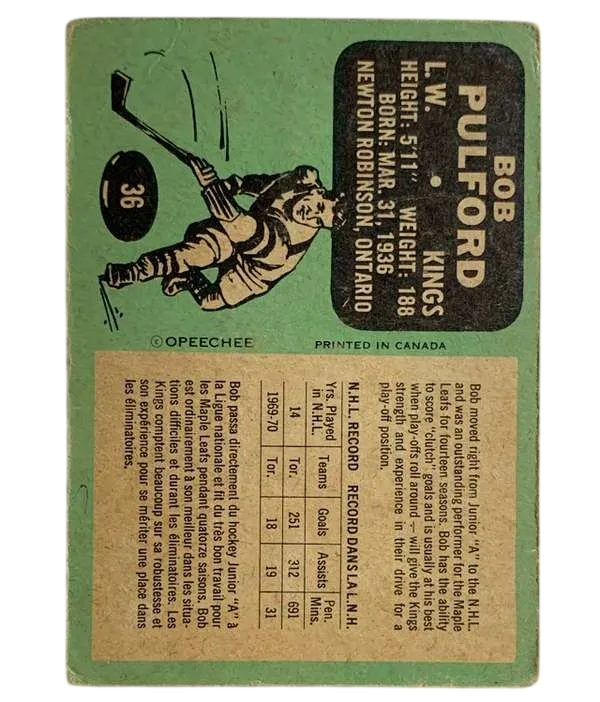 BOB
PULFORD
L.W. • KINGS
HEIGHT: 5'11" WEIGHT: 188
BORN: MAR. 31, 1936
NEWTON ROBINSON, ONTARIO
36
©OPEECHEE
PRINTED IN CANADA
Bob moved right from Junior "A" to the N.H.L.
and was an outstanding performer for the Maple
Leafs for fourteen seasons. Bob has the ability
to score "clutch" goals and is usually at his best
when play-offs roll around — will give the Kings
strength and experience in their drive for a
play-off position.
N.H.L. RECORD RECORD DANS LA L.N.H
Yrs. Played in N.H.L. Teams Goals Assists Pen. Mins.
14 Tor. 251 312 691
1969-70 Tor. 18 19 31
Bob passa directement du hockey Junior "A" à
la Ligue nationale et fit du très bon travail pour
les Maple Leafs pendant quatorze saisons. Bob
est ordinairement à son meilleur dans les situa-
tions difficiles et durant les éliminatoires. Les
Kings comptent beaucoup sur sa robustesse et
son expérience pour se mériter une place dans
les éliminatoires.